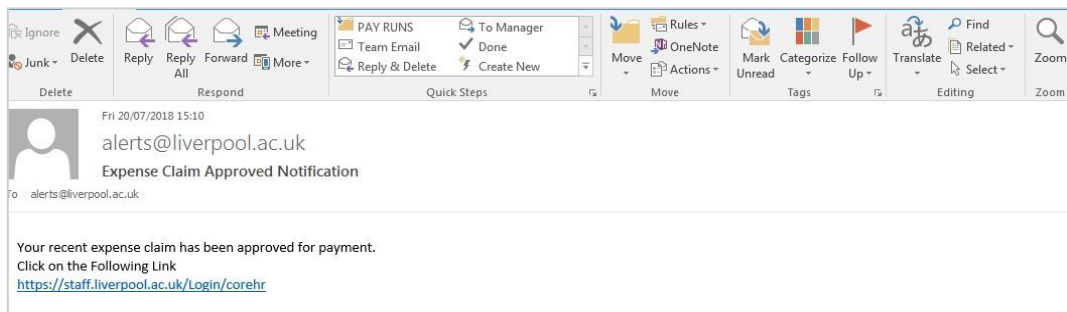 Ignore
Junk
Delete
Reply
Reply All
Forward
Meeting
More
PAY RUNS
Team Email
Reply & Delete
To Manager
Done
Create New
Move
Rules
OneNote
Actions
Mark Unread
Categorize
Follow Up
Translate
Find
Related
Select
Zoom
Delete
Respond
Quick Steps
Move
Tags
Editing
Zoom
Fri 20/07/2018 15:10
alerts@liverpool.ac.uk
Expense Claim Approved Notification
To alerts@liverpool.ac.uk
Your recent expense claim has been approved for payment.
Click on the Following Link
https://staff.liverpool.ac.uk/Login/corehr